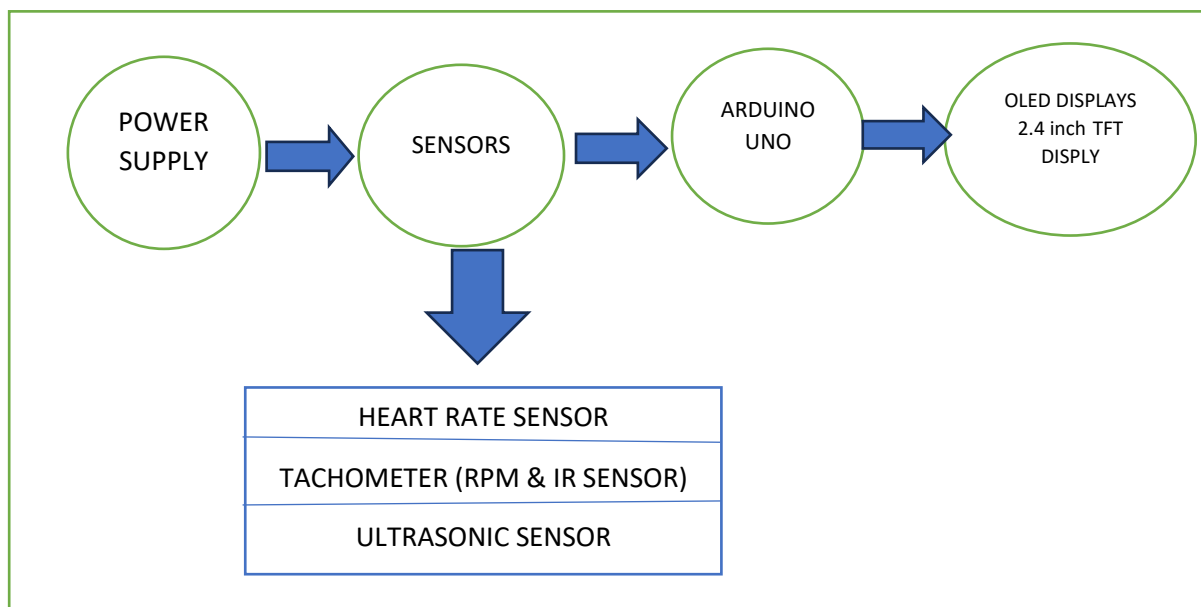 POWER
SUPPLY
SENSORS
ARDUINO
UNO
OLED DISPLAYS
2.4 inch TFT
DISPLY
HEART RATE SENSOR
TACHOMETER (RPM & IR SENSOR)
ULTRASONIC SENSOR